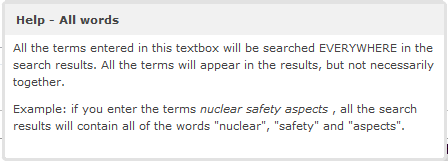 Help - All words
All the terms entered in this textbox will be searched EVERYWHERE in the
search results. All the terms will appear in the results, but not necessarily
together.
Example: if you enter the terms nuclear safety aspects , all the search
results will contain all of the words "nuclear", "safety" and "aspects".